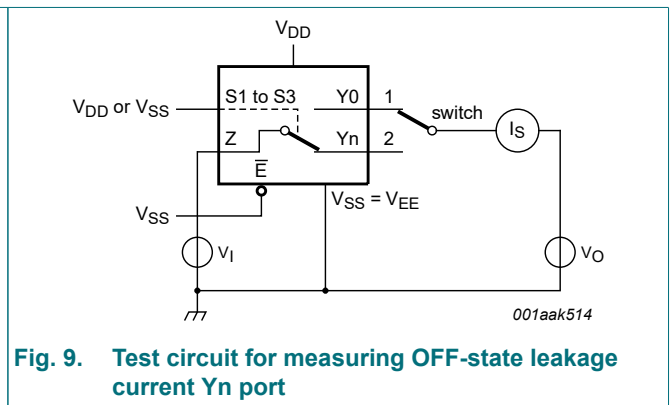 VDD
VDD or VSS
S1 to S3
Y0
1
switch
IS
Z
Yn
2
E̅
VSS = VEE
VSS
VI
VO
001aak514
Fig. 9. Test circuit for measuring OFF-state leakage
current Yn port